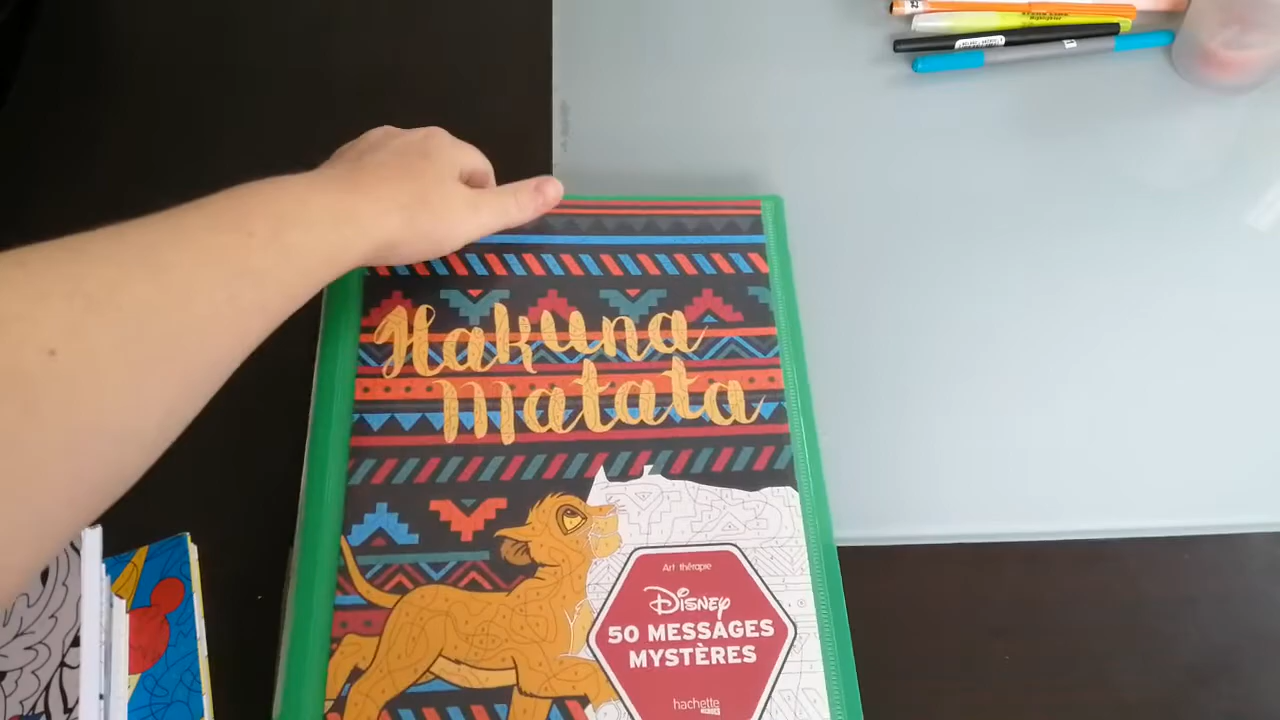 Hakuna
Matata
Art thérapie
Disney
50 MESSAGES
MYSTÈRES
hachette